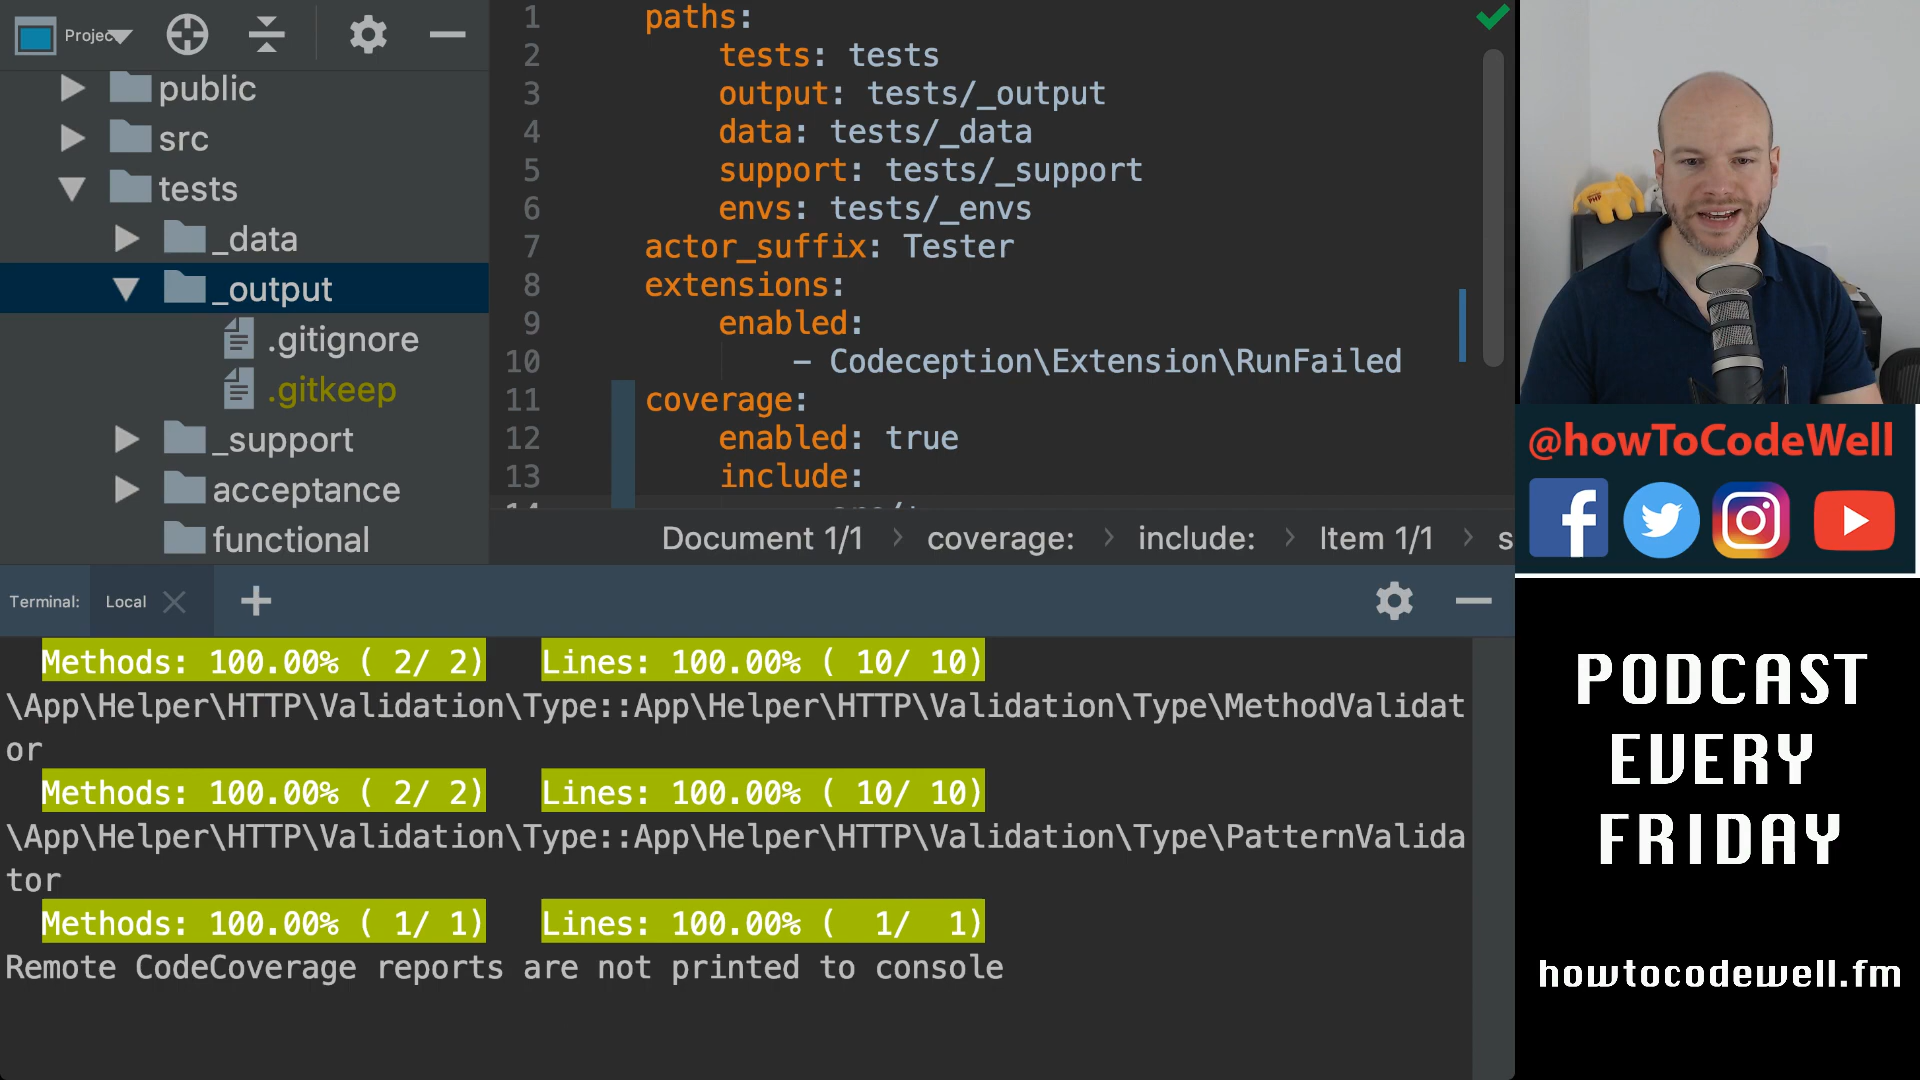 Projec
public
src
tests
_data
_output
.gitignore
.gitkeep
_support
acceptance
functional
1 paths:
2 tests: tests
3 output: tests/_output
4 data: tests/_data
5 support: tests/_support
6 envs: tests/_envs
7 actor_suffix: Tester
8 extensions:
9 enabled:
10 - Codeception\Extension\RunFailed
11 coverage:
12 enabled: true
13 include:
Document 1/1 > coverage: > include: > Item 1/1 > s
Terminal: Local
Methods: 100.00% ( 2/ 2) Lines: 100.00% ( 10/ 10)
\App\Helper\HTTP\Validation\Type::App\Helper\HTTP\Validation\Type\MethodValidat
or
Methods: 100.00% ( 2/ 2) Lines: 100.00% ( 10/ 10)
\App\Helper\HTTP\Validation\Type::App\Helper\HTTP\Validation\Type\PatternValida
tor
Methods: 100.00% ( 1/ 1) Lines: 100.00% ( 1/ 1)
Remote CodeCoverage reports are not printed to console
PHP
@howToCodeWell
PODCAST
EVERY
FRIDAY
howtocodewell.fm